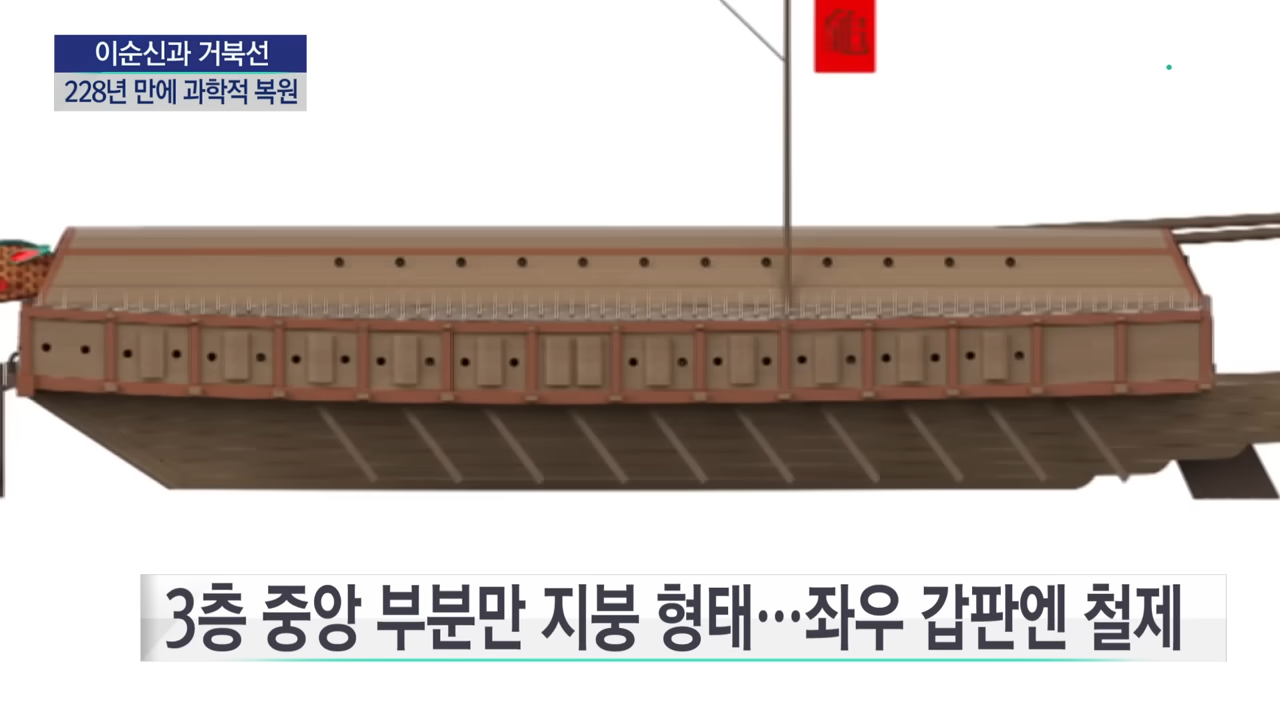 이순신과 거북선
228년 만에 과학적 복원
3층 중앙 부분만 지붕 형태…좌우 갑판엔 철제